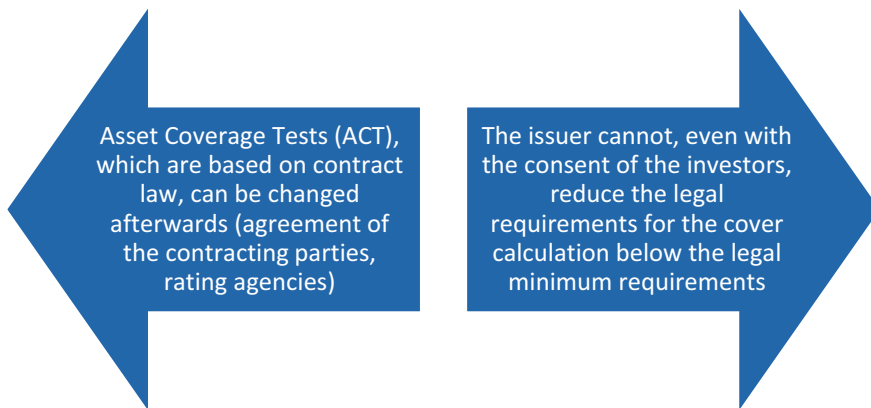 Asset Coverage Tests (ACT),
which are based on contract
law, can be changed
afterwards (agreement of
the contracting parties,
rating agencies)
The issuer cannot, even with
the consent of the investors,
reduce the legal
requirements for the cover
calculation below the legal
minimum requirements